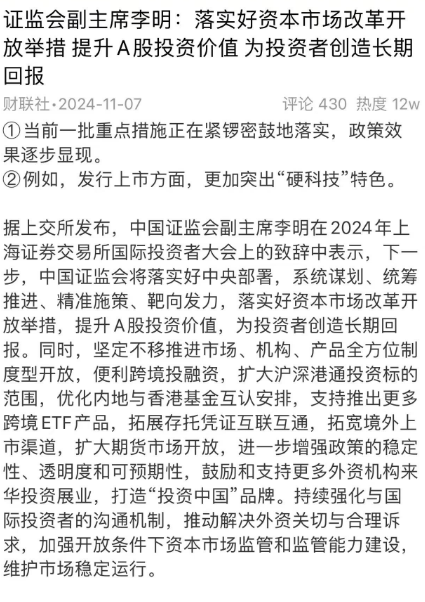 证监会副主席李明：落实好资本市场改革开
放举措 提升A股投资价值 为投资者创造长期
回报
财联社·2024-11-07 评论 430 热度 12w
①当前一批重点措施正在紧锣密鼓地落实，政策效
果逐步显现。
②例如，发行上市方面，更加突出“硬科技”特色。
据上交所发布，中国证监会副主席李明在2024年上
海证券交易所国际投资者大会上的致辞中表示，下一
步，中国证监会将落实好中央部署，系统谋划、统筹
推进、精准施策、靶向发力，落实好资本市场改革开
放举措，提升A股投资价值，为投资者创造长期回
报。同时，坚定不移推进市场、机构、产品全方位制
度型开放，便利跨境投融资，扩大沪深港通投资标的
范围，优化内地与香港基金互认安排，支持推出更多
跨境ETF产品，拓展存托凭证互联互通，拓宽境外上
市渠道，扩大期货市场开放，进一步增强政策的稳定
性、透明度和可预期性，鼓励和支持更多外资机构来
华投资展业，打造“投资中国”品牌。持续强化与国
际投资者的沟通机制，推动解决外资关切与合理诉
求，加强开放条件下资本市场监管和监管能力建设，
维护市场稳定运行。